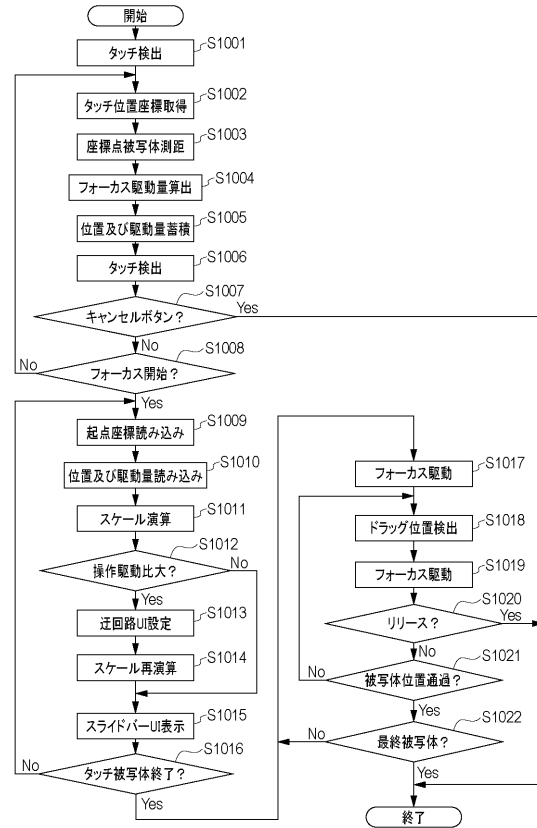 開始
タッチ検出
S1001
タッチ位置座標取得
S1002
座標点被写体測距
S1003
フォーカス駆動量算出
S1004
位置及び駆動量蓄積
S1005
タッチ検出
S1006
キャンセルボタン?
S1007
Yes
No
フォーカス開始?
S1008
No
Yes
起点座標読み込み
S1009
位置及び駆動量読み込み
S1010
スケール演算
S1011
操作駆動比大?
S1012
No
Yes
迂回路UI設定
S1013
スケール再演算
S1014
スライドバーUI表示
S1015
タッチ被写体終了?
S1016
No
Yes
フォーカス駆動
S1017
ドラッグ位置検出
S1018
フォーカス駆動
S1019
リリース?
S1020
Yes
No
被写体位置通過?
S1021
No
Yes
最終被写体?
S1022
No
Yes
終了